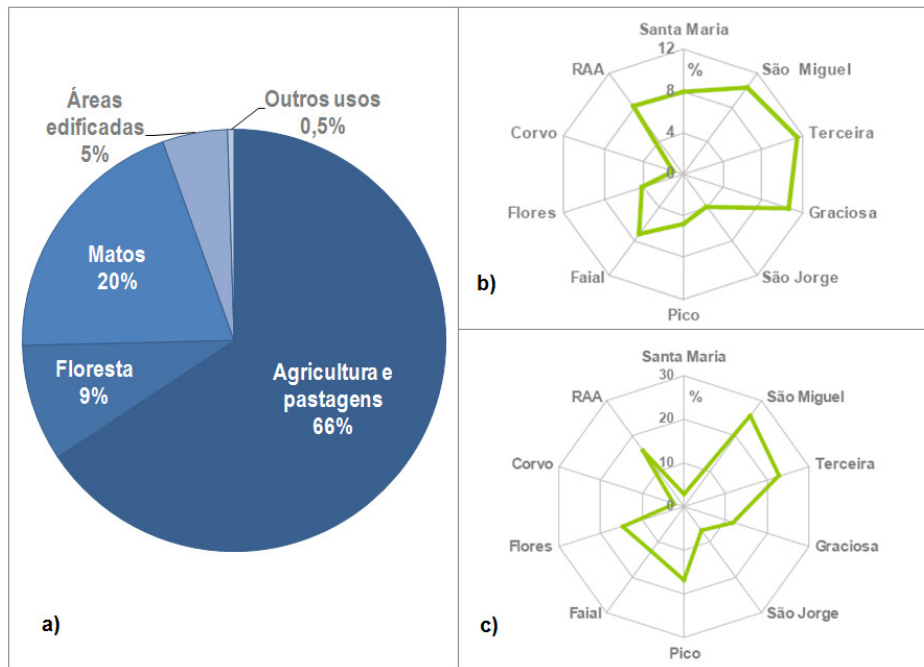 Áreas
edificadas
5%
Outros usos
0,5%
Matos
20%
Floresta
9%
Agricultura e
pastagens
66%
a)
Santa Maria
12
%
8
4
0
RAA
São Miguel
Corvo
Terceira
Flores
Graciosa
Faial
São Jorge
Pico
b)
Santa Maria
30
%
20
10
0
RAA
São Miguel
Corvo
Terceira
Flores
Graciosa
Faial
São Jorge
Pico
c)